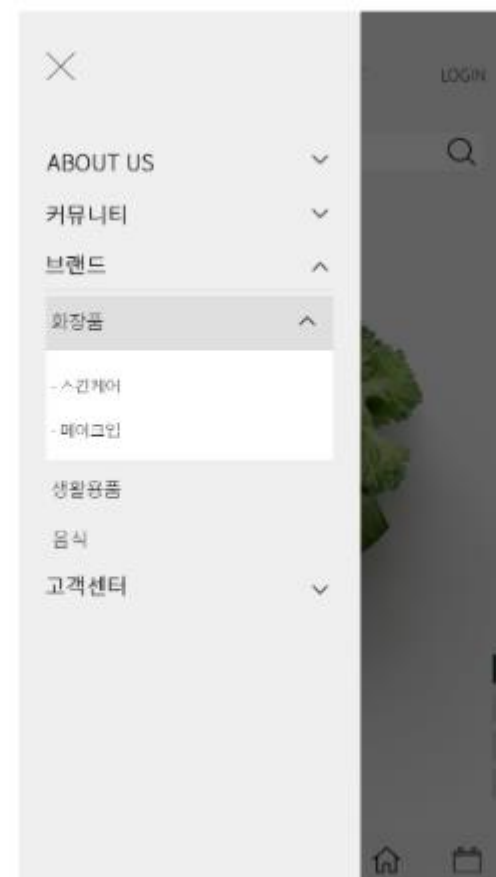 LOGIN
ABOUT US
커뮤니티
브랜드
화장품
- 스킨케어
- 메이크업
생활용품
음식
고객센터